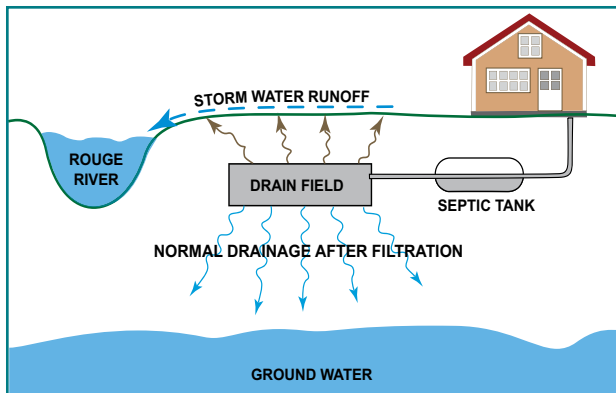 STORM WATER RUNOFF
ROUGE
RIVER
DRAIN FIELD
SEPTIC TANK
NORMAL DRAINAGE AFTER FILTRATION
GROUND WATER